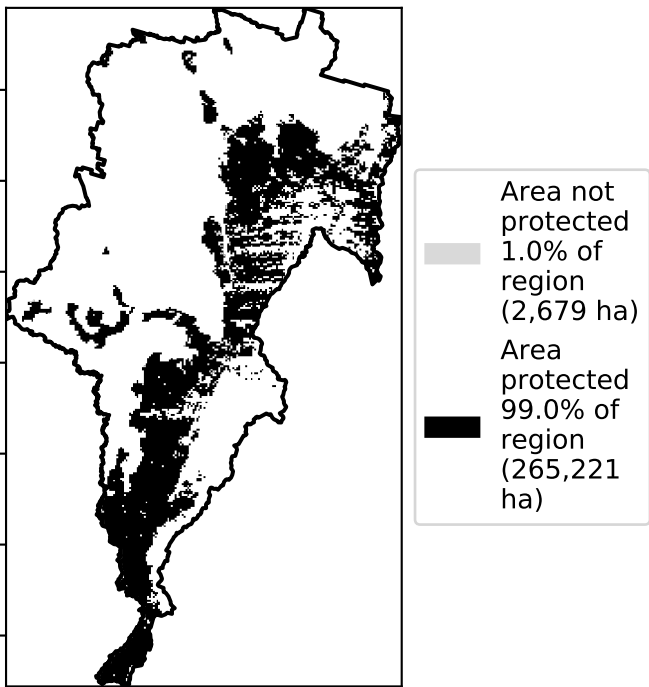 Area not
protected
1.0% of
region
(2,679 ha)
Area
protected
99.0% of
region
(265,221
ha)